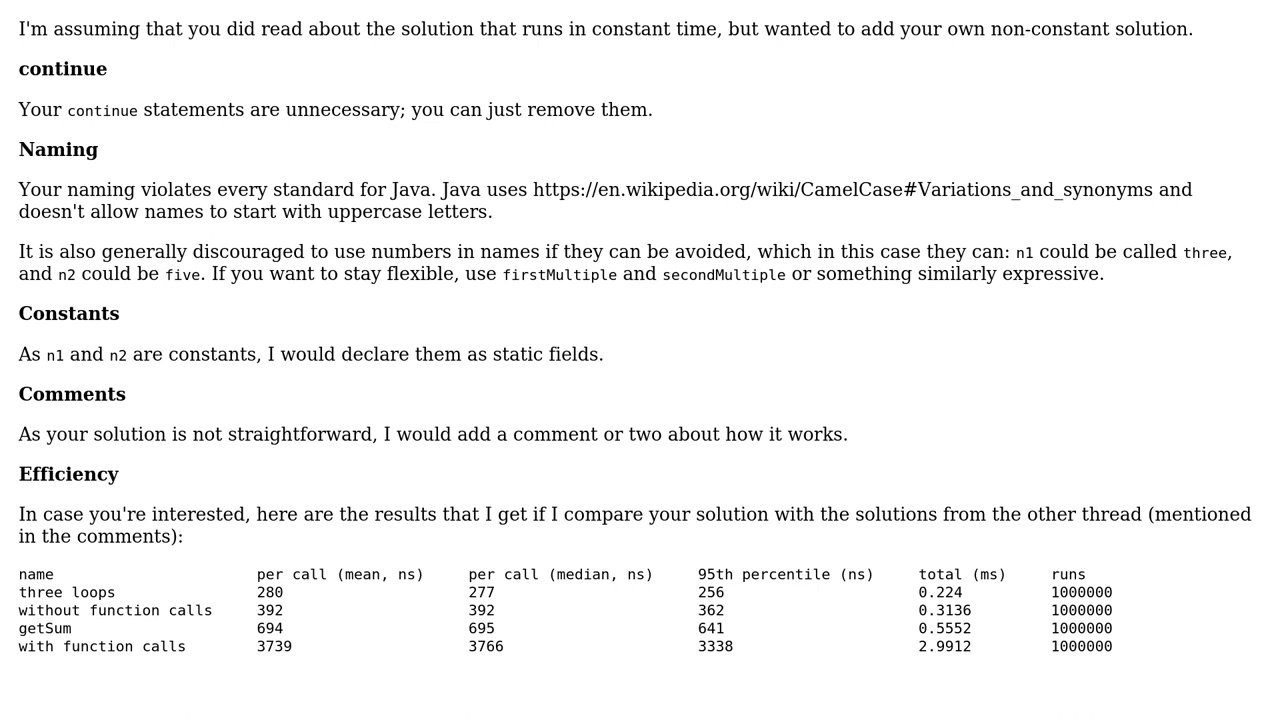 I'm assuming that you did read about the solution that runs in constant time, but wanted to add your own non-constant solution.
continue
Your continue statements are unnecessary; you can just remove them.
Naming
Your naming violates every standard for Java. Java uses https://en.wikipedia.org/wiki/CamelCase#Variations_and_synonyms and
doesn't allow names to start with uppercase letters.
It is also generally discouraged to use numbers in names if they can be avoided, which in this case they can: n1 could be called three,
and n2 could be five. If you want to stay flexible, use firstMultiple and secondMultiple or something similarly expressive.
Constants
As n1 and n2 are constants, I would declare them as static fields.
Comments
As your solution is not straightforward, I would add a comment or two about how it works.
Efficiency
In case you're interested, here are the results that I get if I compare your solution with the solutions from the other thread (mentioned
in the comments):
name per call (mean, ns) per call (median, ns) 95th percentile (ns) total (ms) runs
three loops 280 277 256 0.224 1000000
without function calls 392 392 362 0.3136 1000000
getSum 694 695 641 0.5552 1000000
with function calls 3739 3766 3338 2.9912 1000000